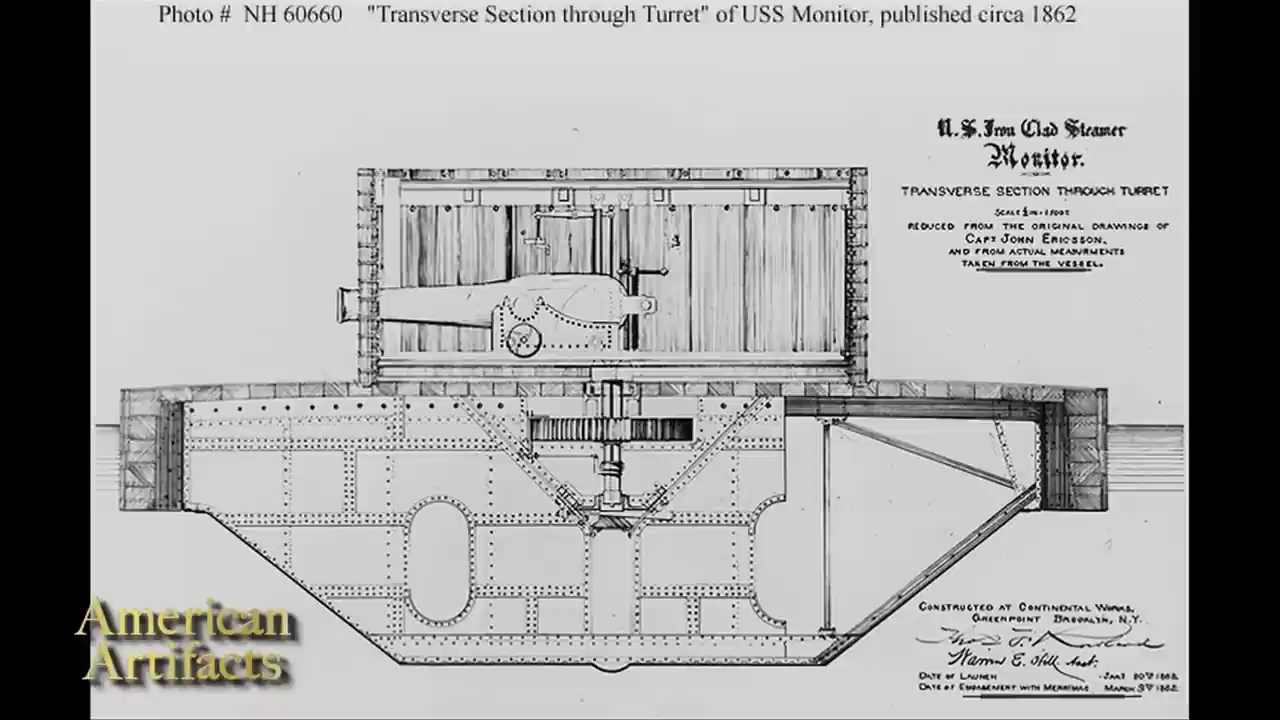 Photo # NH 60660 "Transverse Section through Turret" of USS Monitor, published circa 1862
U.S. Iron Clad Steamer
Monitor.
TRANSVERSE SECTION THROUGH TURRET
REDUCED FROM THE ORIGINAL DRAWINGS OF
CAPT JOHN ERICSSON,
AND FROM ACTUAL MEASURMENTS
TAKEN FROM THE VESSEL.
American
Artifacts
CONSTRUCTED AT CONTINENTAL WORKS,
GREENPOINT BROOKLYN, N.Y.
Warren E. Hill
DATE OF LAUNCH
DATE OF ENGAGEMENT WITH MERRIMAC MARCH 9TH 1862.